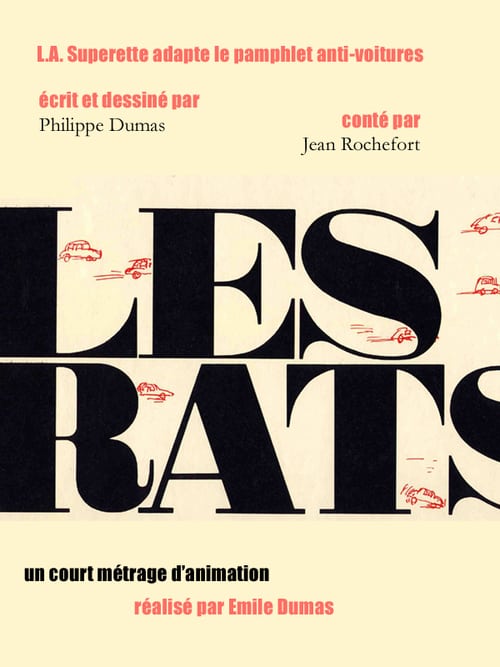 L.A. Superette adapte le pamphlet anti-voitures
écrit et dessiné par
Philippe Dumas
conté par
Jean Rochefort
LES
RATS
un court métrage d'animation
réalisé par Emile Dumas